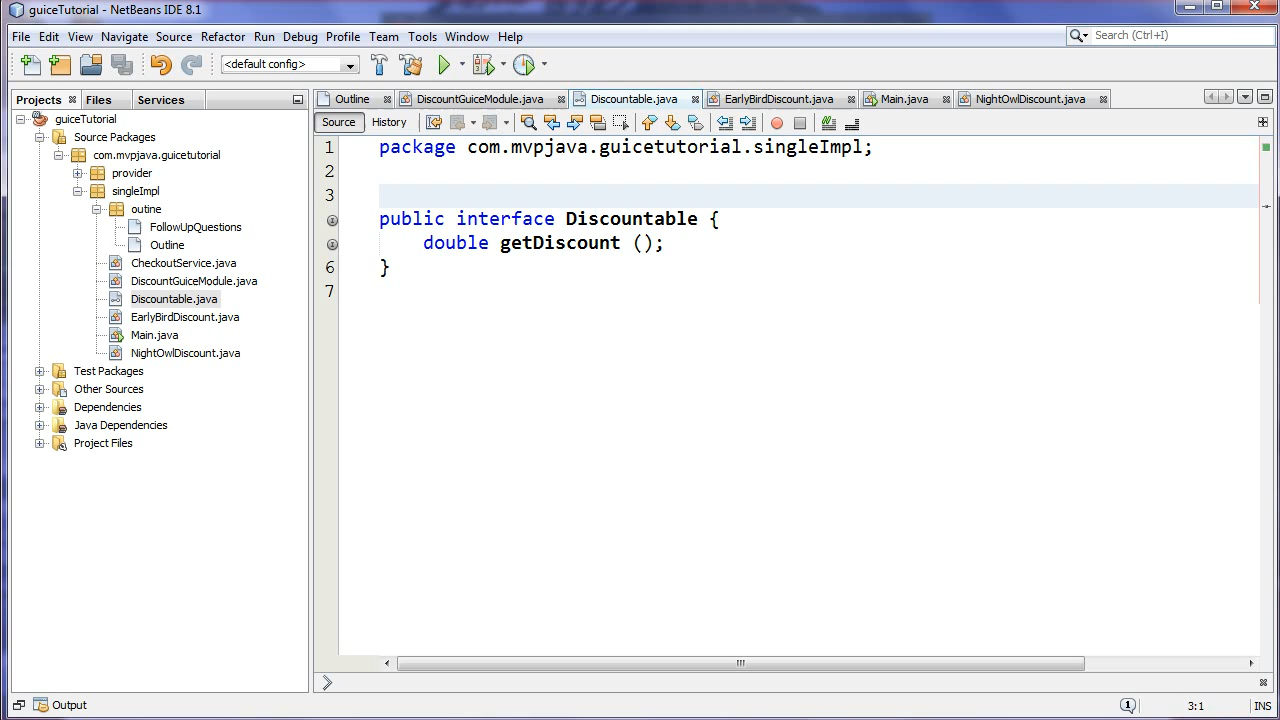 guiceTutorial - NetBeans IDE 8.1
File Edit View Navigate Source Refactor Run Debug Profile Team Tools Window Help
Search (Ctrl+I)
<default config>
Projects Files Services
guiceTutorial
Source Packages
com.mvpjava.guicetutorial
provider
singleImpl
outine
FollowUpQuestions
Outline
CheckoutService.java
DiscountGuiceModule.java
Discountable.java
EarlyBirdDiscount.java
Main.java
NightOwlDiscount.java
Test Packages
Other Sources
Dependencies
Java Dependencies
Project Files
Outline DiscountGuiceModule.java Discountable.java EarlyBirdDiscount.java Main.java NightOwlDiscount.java
Source History
1 package com.mvpjava.guicetutorial.singleImpl;
2
3
public interface Discountable {
double getDiscount ();
6 }
7
Output
1
3:1
INS